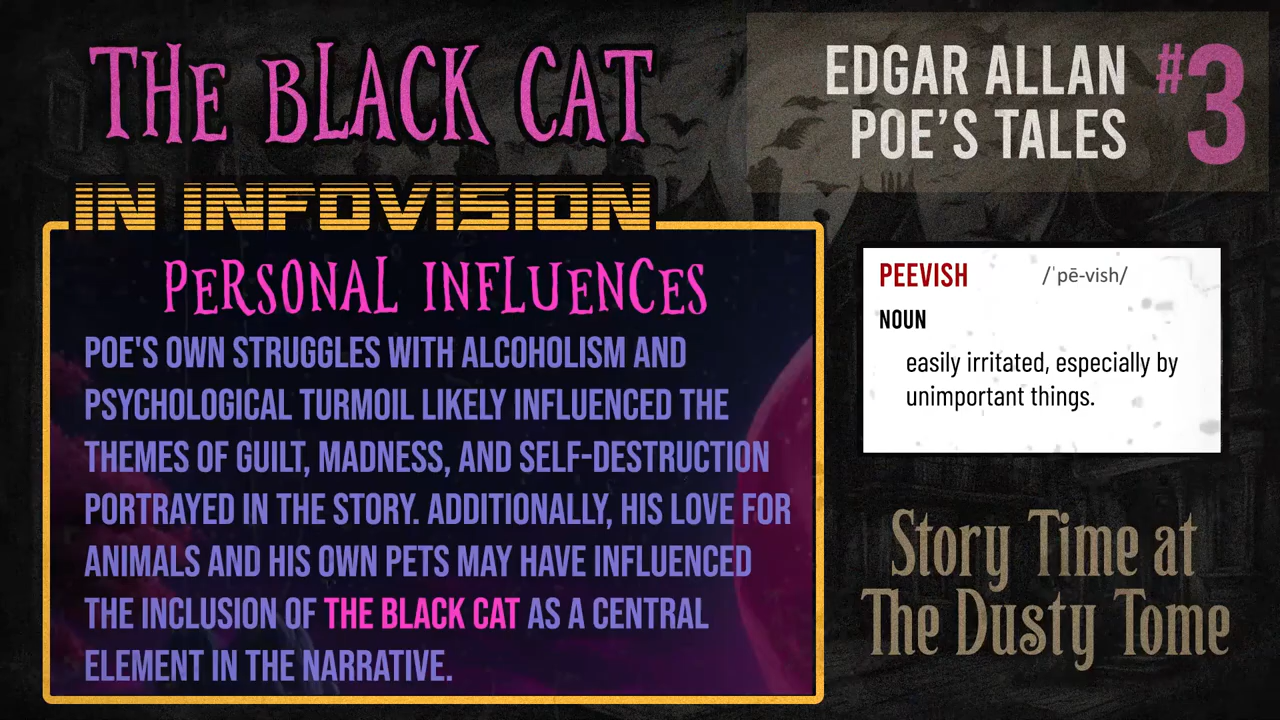 THE BLACK CAT
IN INFOVISION
PERSONAL INFLUENCES
POE'S OWN STRUGGLES WITH ALCOHOLISM AND
PSYCHOLOGICAL TURMOIL LIKELY INFLUENCED THE
THEMES OF GUILT, MADNESS, AND SELF-DESTRUCTION
PORTRAYED IN THE STORY. ADDITIONALLY, HIS LOVE FOR
ANIMALS AND HIS OWN PETS MAY HAVE INFLUENCED
THE INCLUSION OF THE BLACK CAT AS A CENTRAL
ELEMENT IN THE NARRATIVE.
EDGAR ALLAN
POE'S TALES
#3
PEEVISH /ˈpē-vish/
NOUN
easily irritated, especially by
unimportant things.
Story Time at
The Dusty Tome